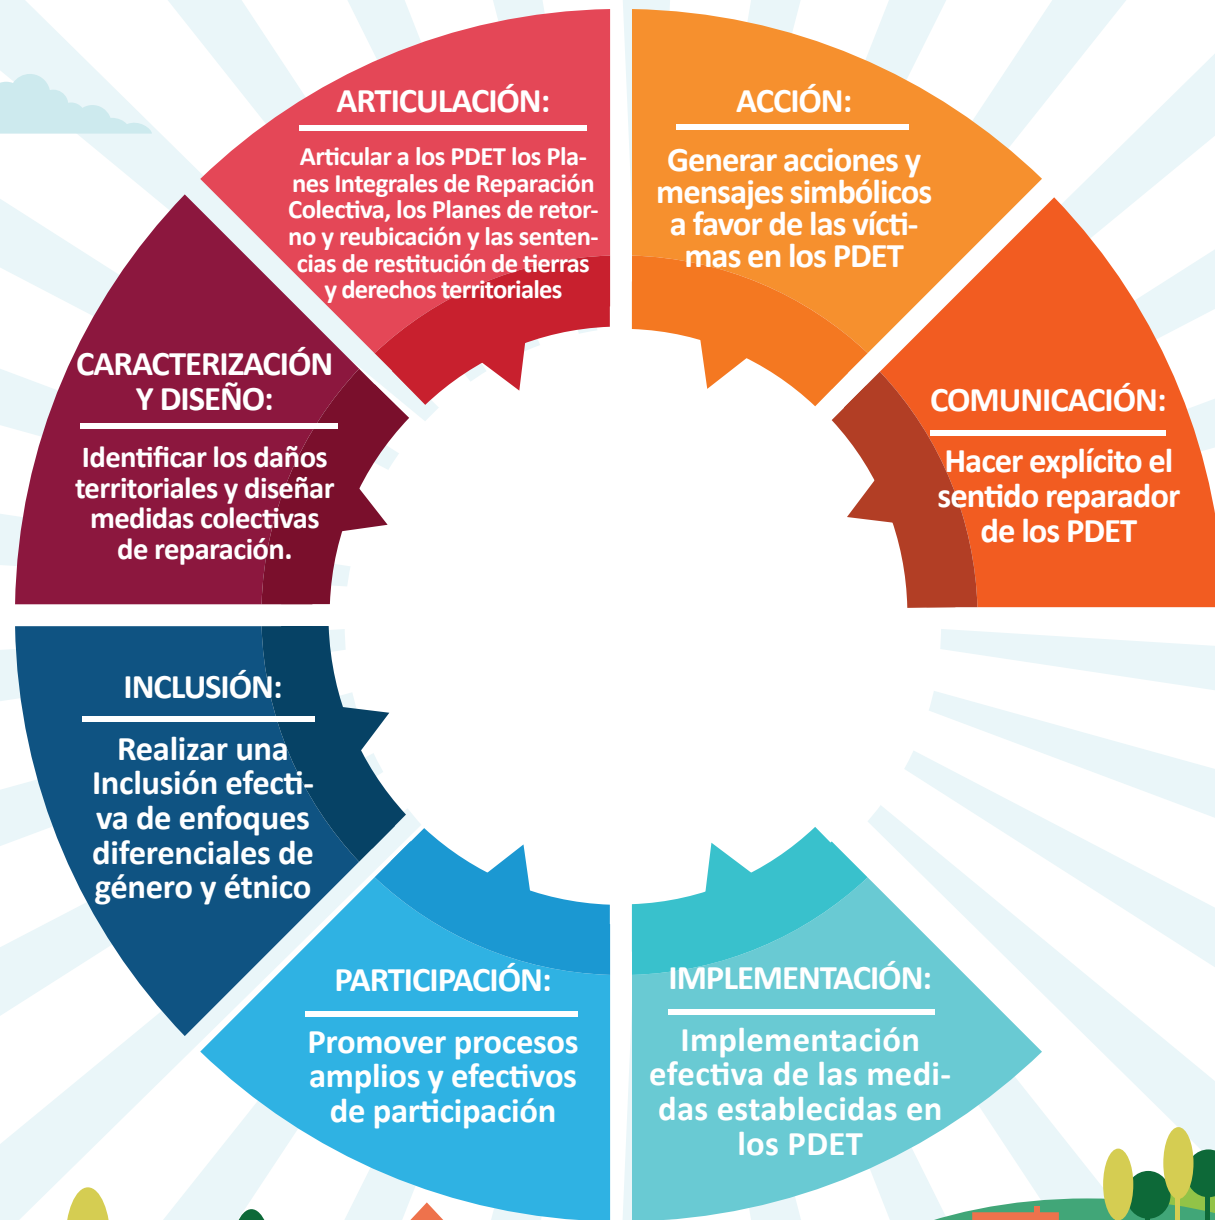 ARTICULACIÓN:
Articular a los PDET los Pla-
nes Integrales de Reparación
Colectiva, los Planes de retor-
no y reubicación y las senten-
cias de restitución de tierras
y derechos territoriales
ACCIÓN:
Generar acciones y
mensajes simbólicos
a favor de las vícti-
mas en los PDET
COMUNICACIÓN:
Hacer explícito el
sentido reparador
de los PDET
CARACTERIZACIÓN
Y DISEÑO:
Identificar los daños
territoriales y diseñar
medidas colectivas
de reparación.
INCLUSIÓN:
Realizar una
Inclusión efecti-
va de enfoques
diferenciales de
género y étnico
PARTICIPACIÓN:
Promover procesos
amplios y efectivos
de participación
IMPLEMENTACIÓN:
Implementación
efectiva de las medi-
das establecidas en
los PDET